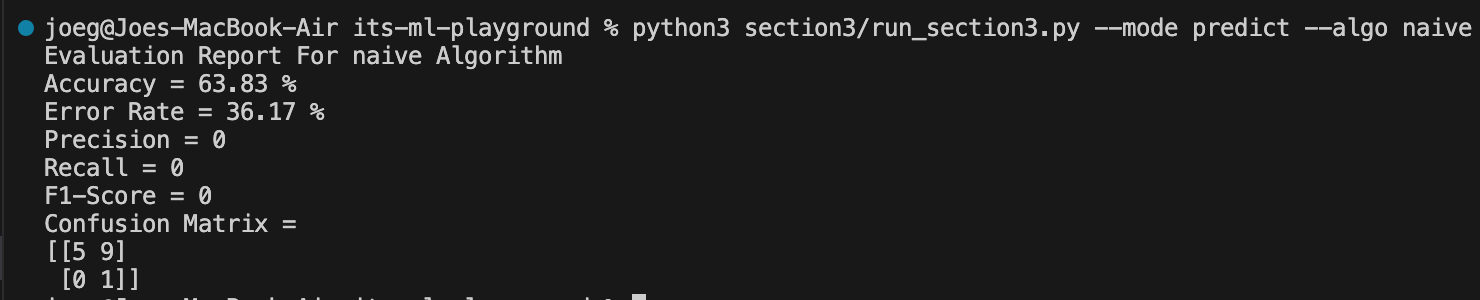 joeg@Joes-MacBook-Air its-ml-playground % python3 section3/run_section3.py --mode predict --algo naive
Evaluation Report For naive Algorithm
Accuracy = 63.83 %
Error Rate = 36.17 %
Precision = 0
Recall = 0
F1-Score = 0
Confusion Matrix =
[[5 9]
 [0 1]]